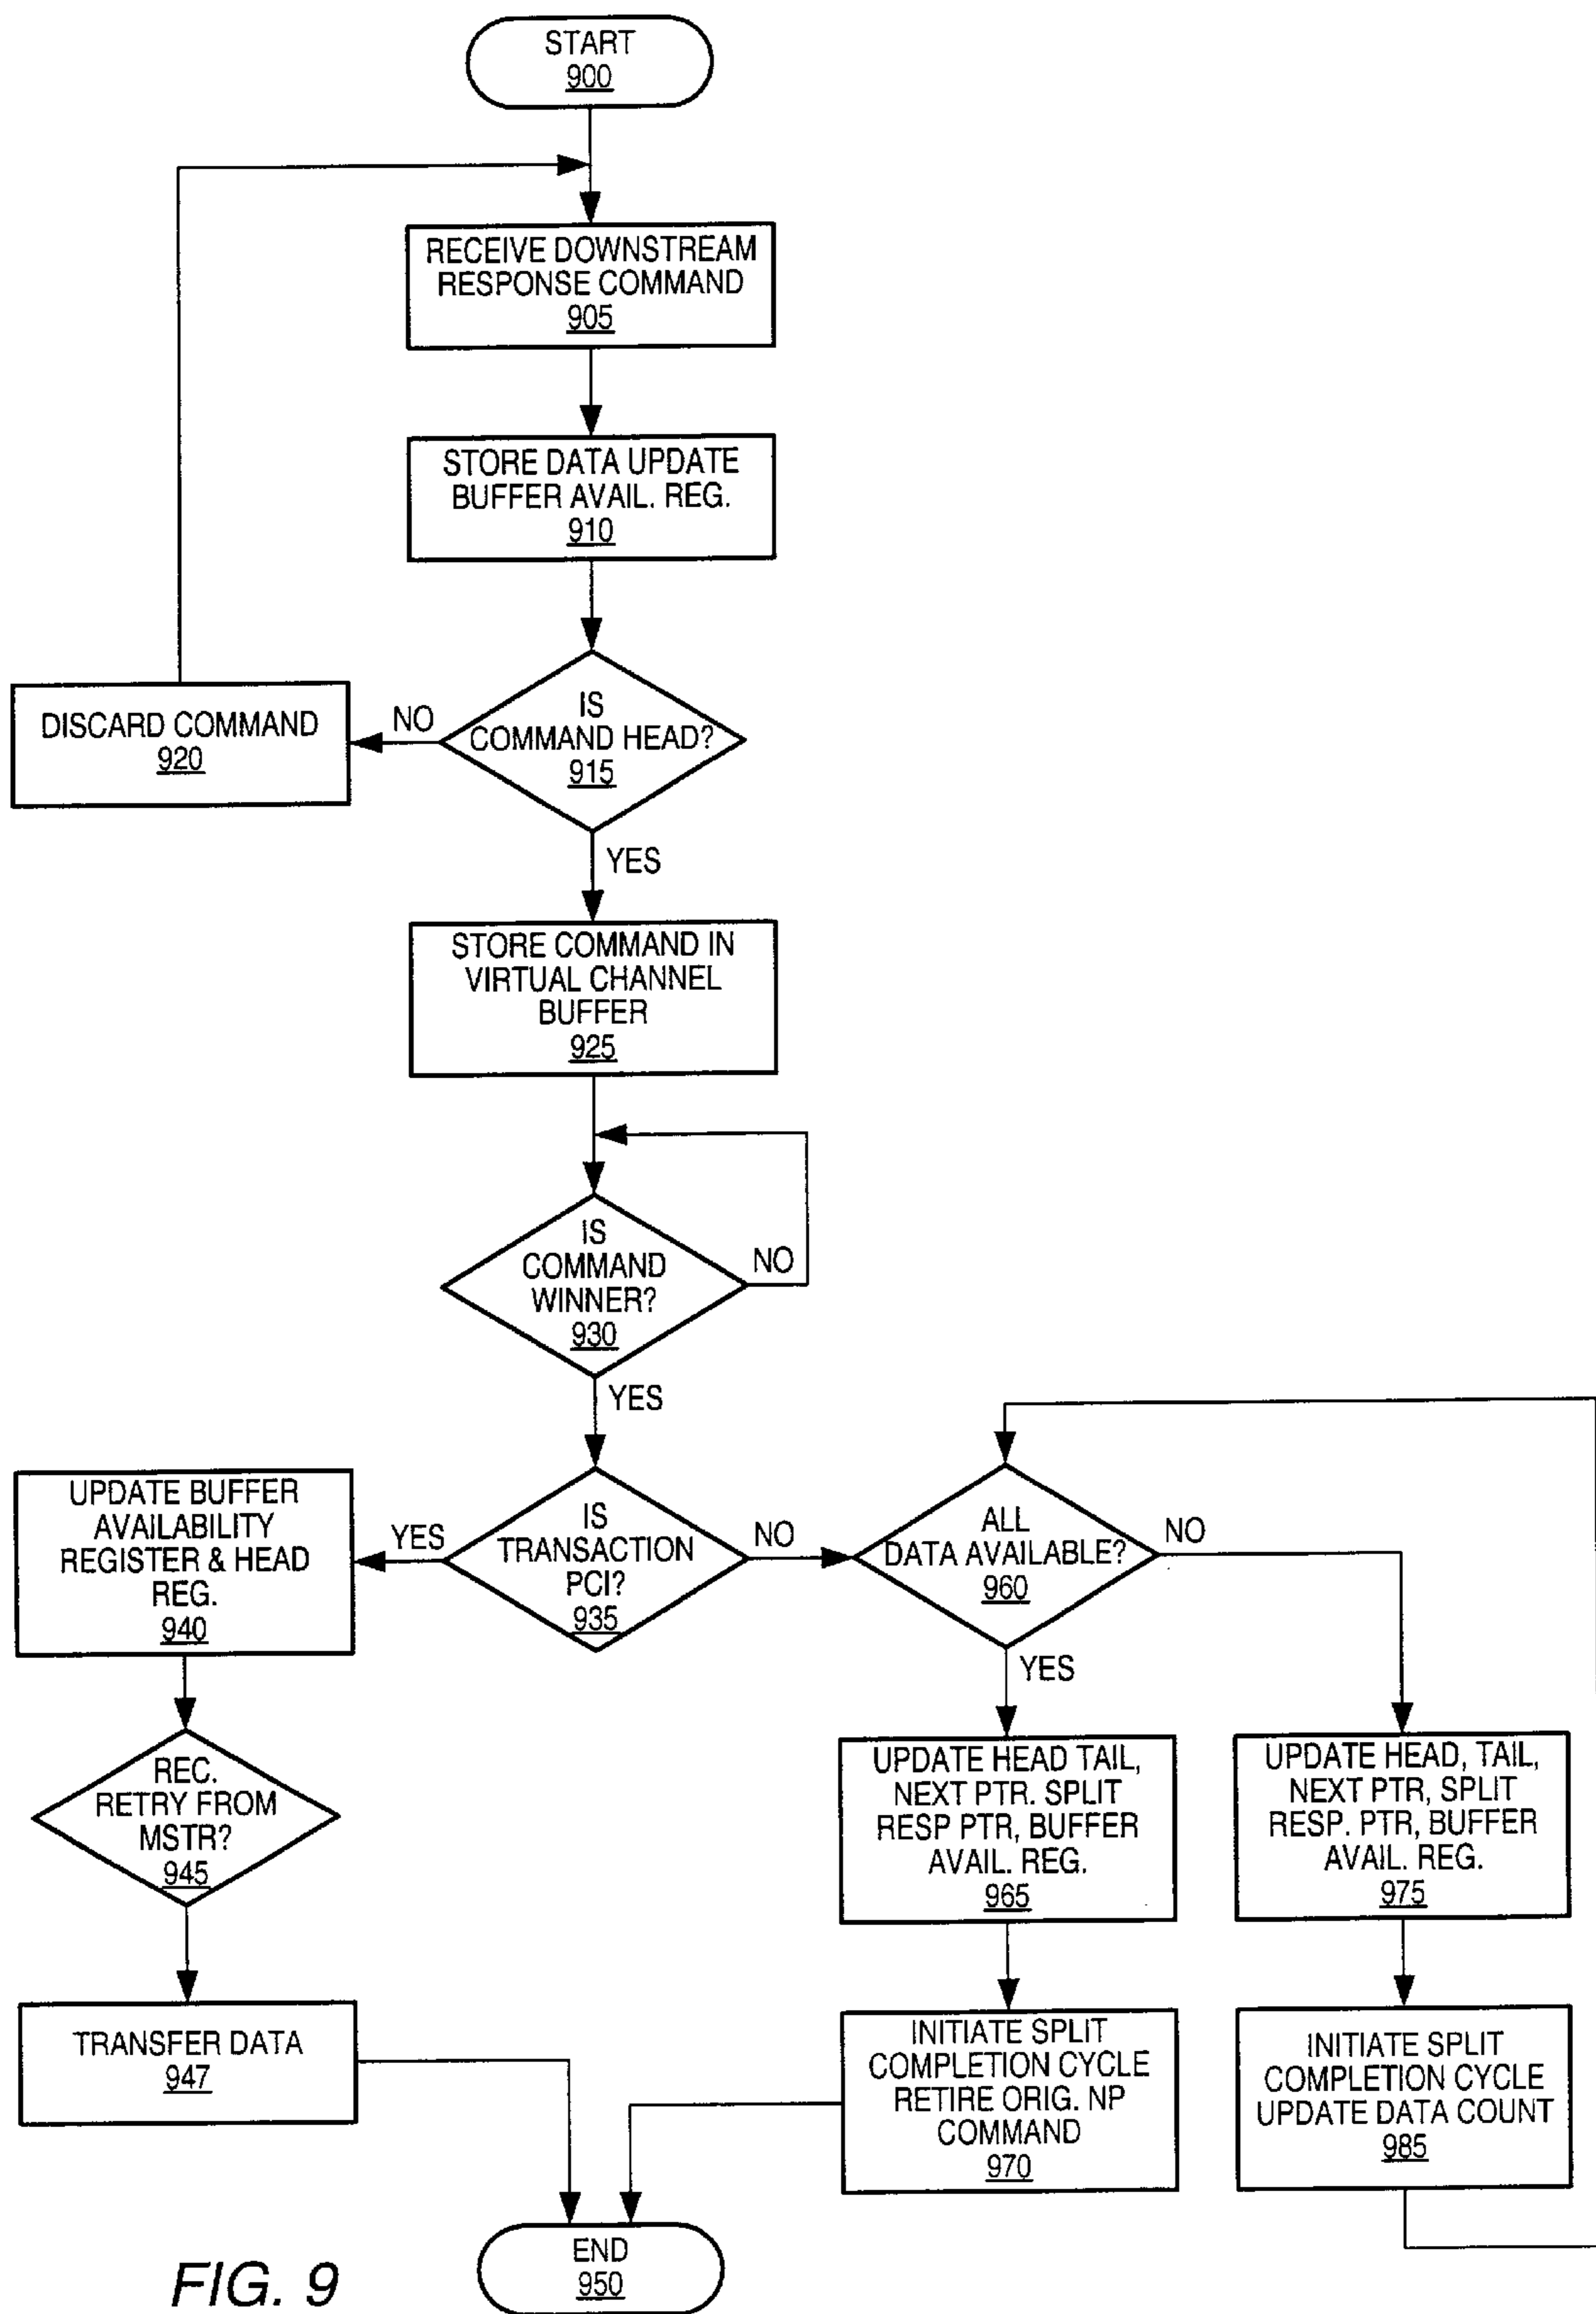 START
900
RECEIVE DOWNSTREAM
RESPONSE COMMAND
905
STORE DATA UPDATE
BUFFER AVAIL. REG.
910
IS
COMMAND HEAD?
915
NO
DISCARD COMMAND
920
YES
STORE COMMAND IN
VIRTUAL CHANNEL
BUFFER
925
IS
COMMAND
WINNER?
930
NO
YES
IS
TRANSACTION
PCI?
935
YES
NO
UPDATE BUFFER
AVAILABILITY
REGISTER & HEAD
REG.
940
ALL
DATA AVAILABLE?
960
NO
YES
REC.
RETRY FROM
MSTR?
945
UPDATE HEAD TAIL,
NEXT PTR. SPLIT
RESP PTR, BUFFER
AVAIL. REG.
965
UPDATE HEAD, TAIL,
NEXT PTR, SPLIT
RESP. PTR, BUFFER
AVAIL. REG.
975
TRANSFER DATA
947
INITIATE SPLIT
COMPLETION CYCLE
RETIRE ORIG. NP
COMMAND
970
INITIATE SPLIT
COMPLETION CYCLE
UPDATE DATA COUNT
985
END
950
FIG. 9